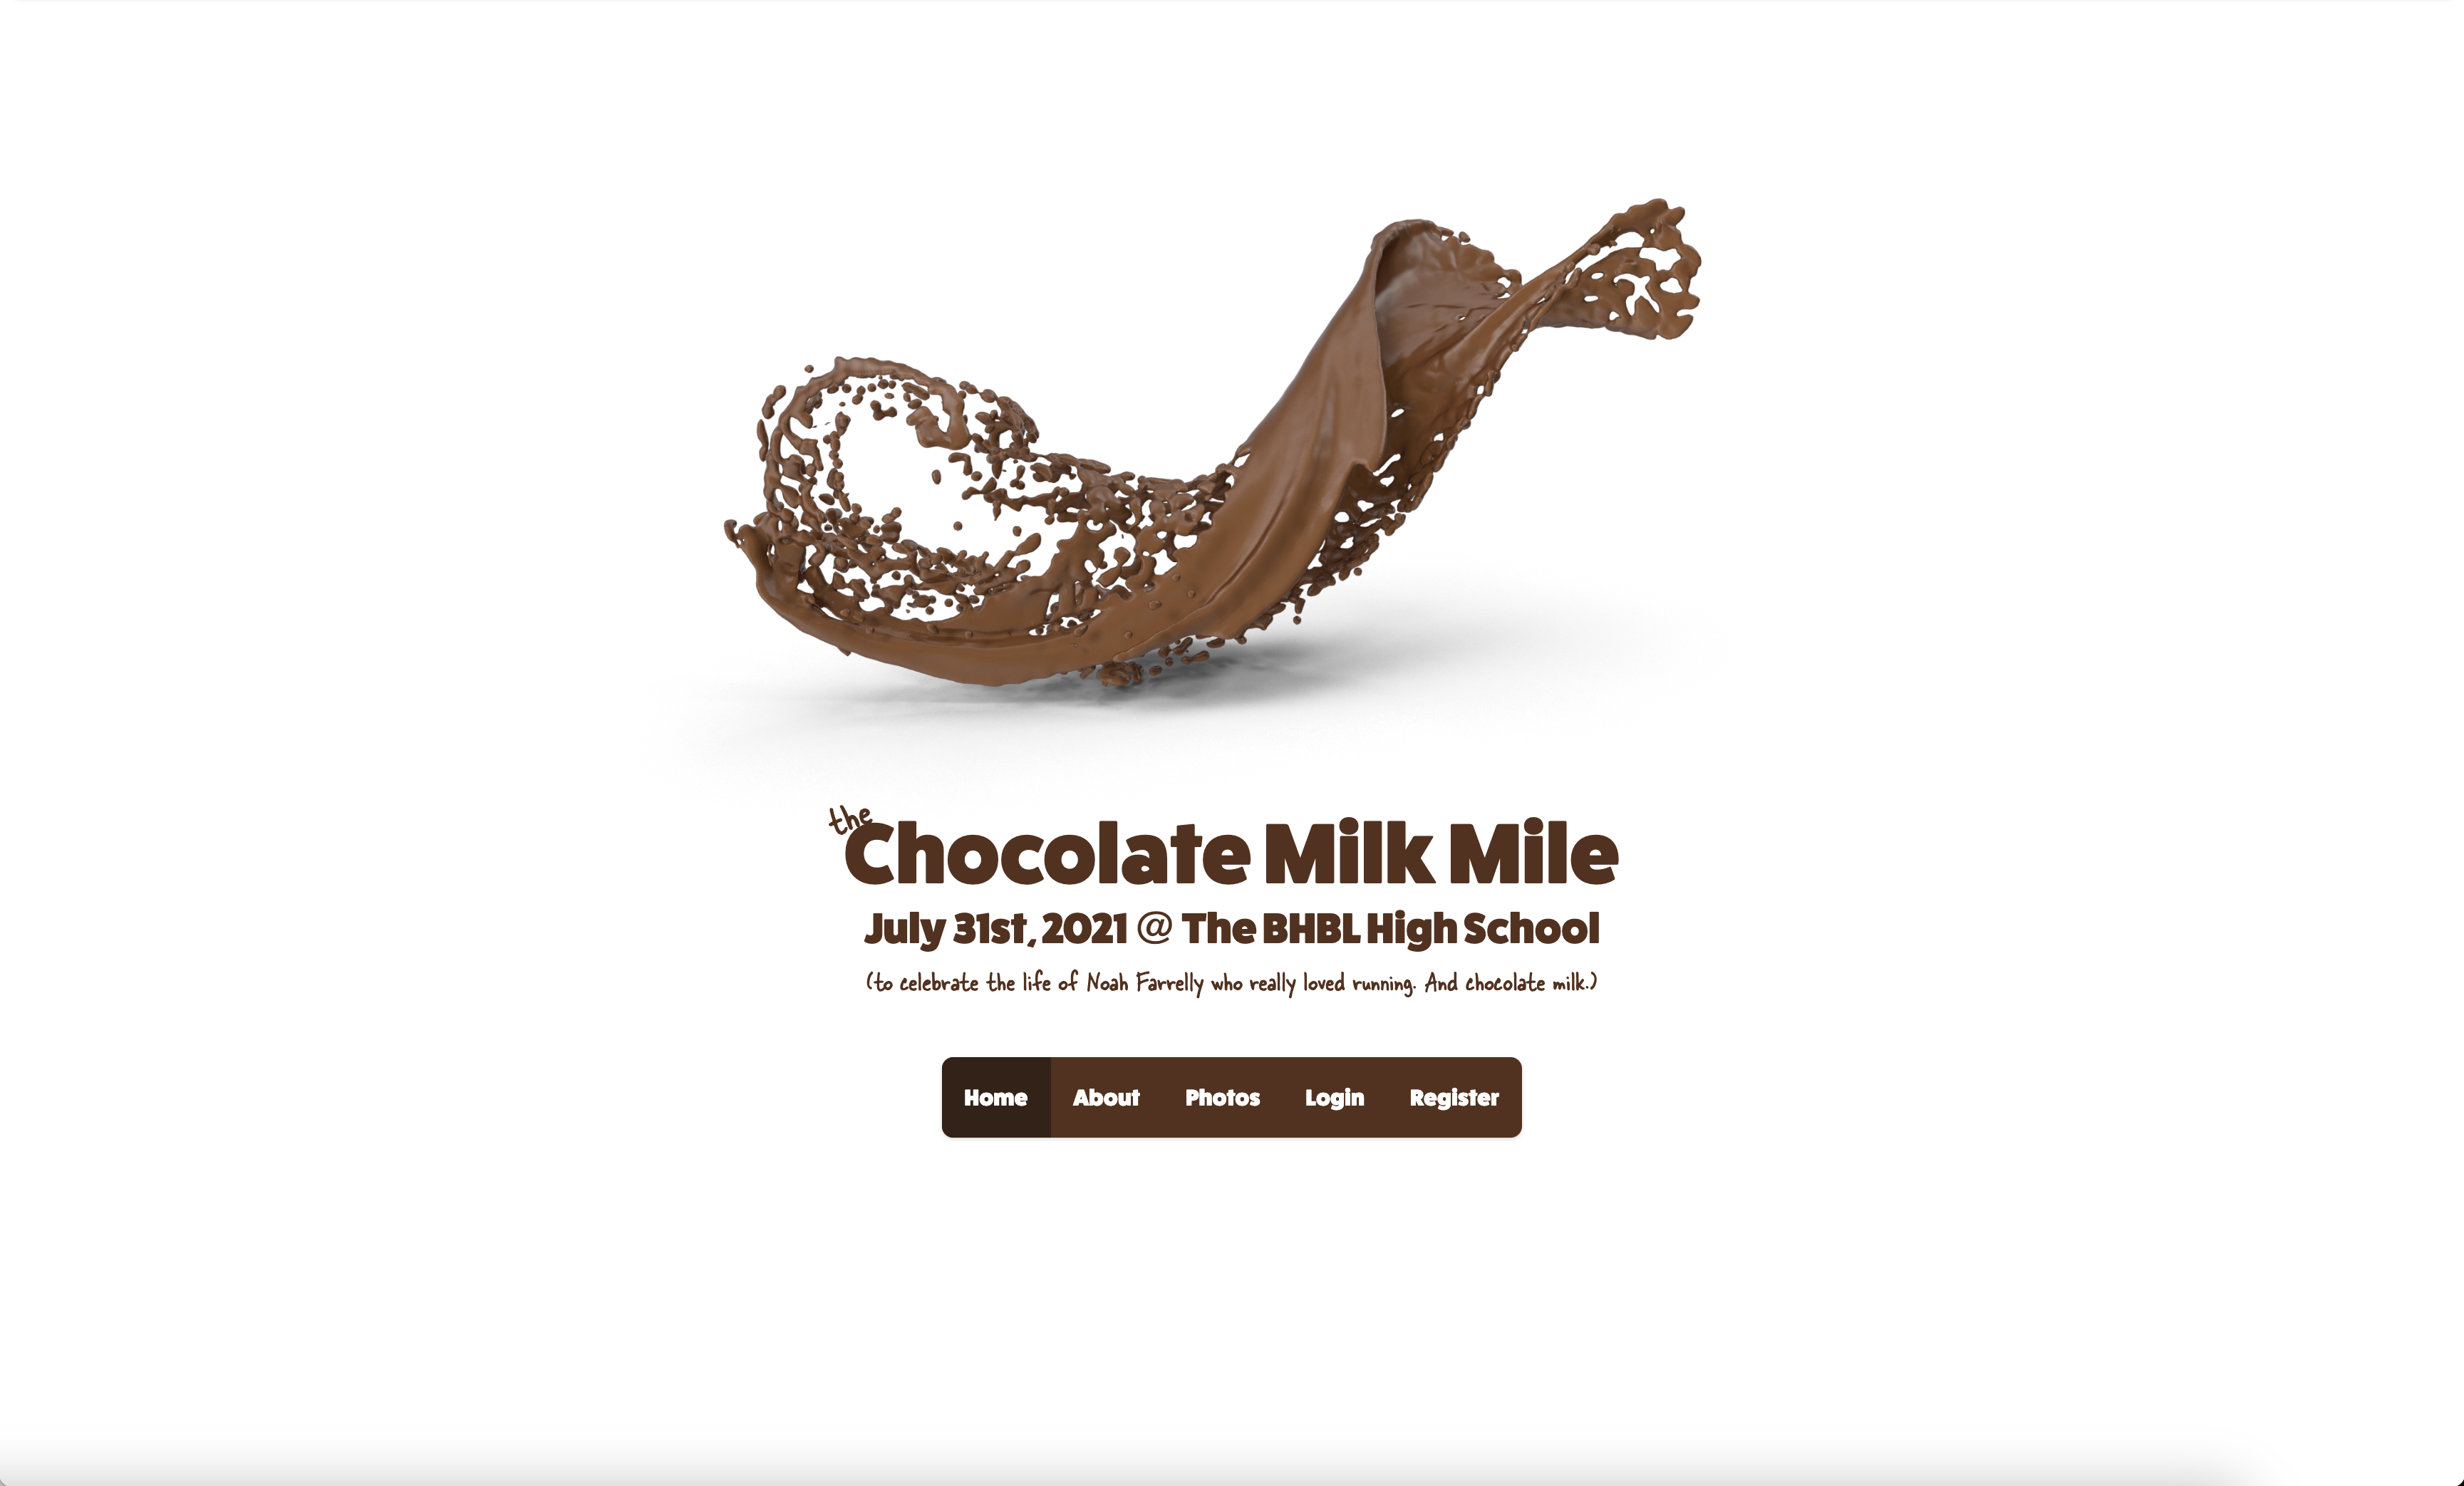 the
Chocolate Milk Mile
July 31st, 2021 @ The BHBL High School
(to celebrate the life of Noah Farrelly who really loved running. And chocolate milk.)
Home About Photos Login Register